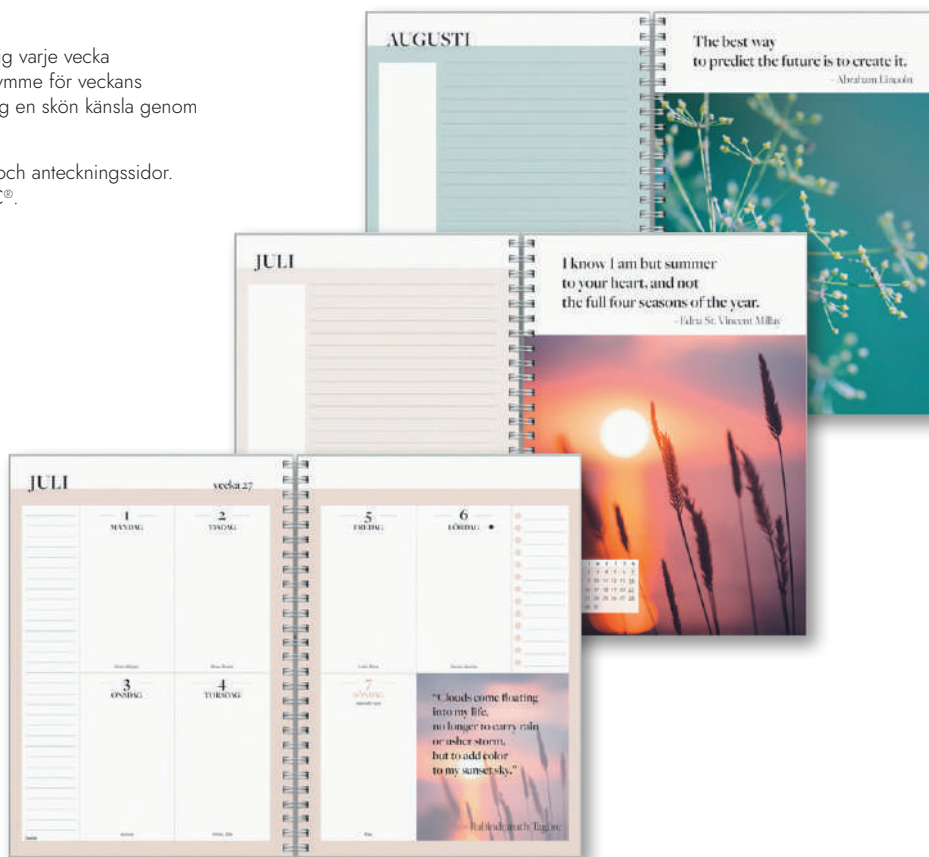 ig varje vecka
ymme för veckans
g en skön känsla genom
och anteckningssidor.
®.
AUGUSTI
The best way
to predict the future is to create it.
- Abraham Lincoln
JULI
I know I am but summer
to your heart, and not
the full four seasons of the year.
- Edna St. Vincent Millay
JULI
vecka 27
1
MÅNDAG
2
TISDAG
5
FREDAG
6
LÖRDAG
3
ONSDAG
4
TORSDAG
7
SÖNDAG
"Clouds come floating
into my life,
no longer to carry rain
or usher storm,
but to add color
to my sunset sky."
- Rabindranath Tagore